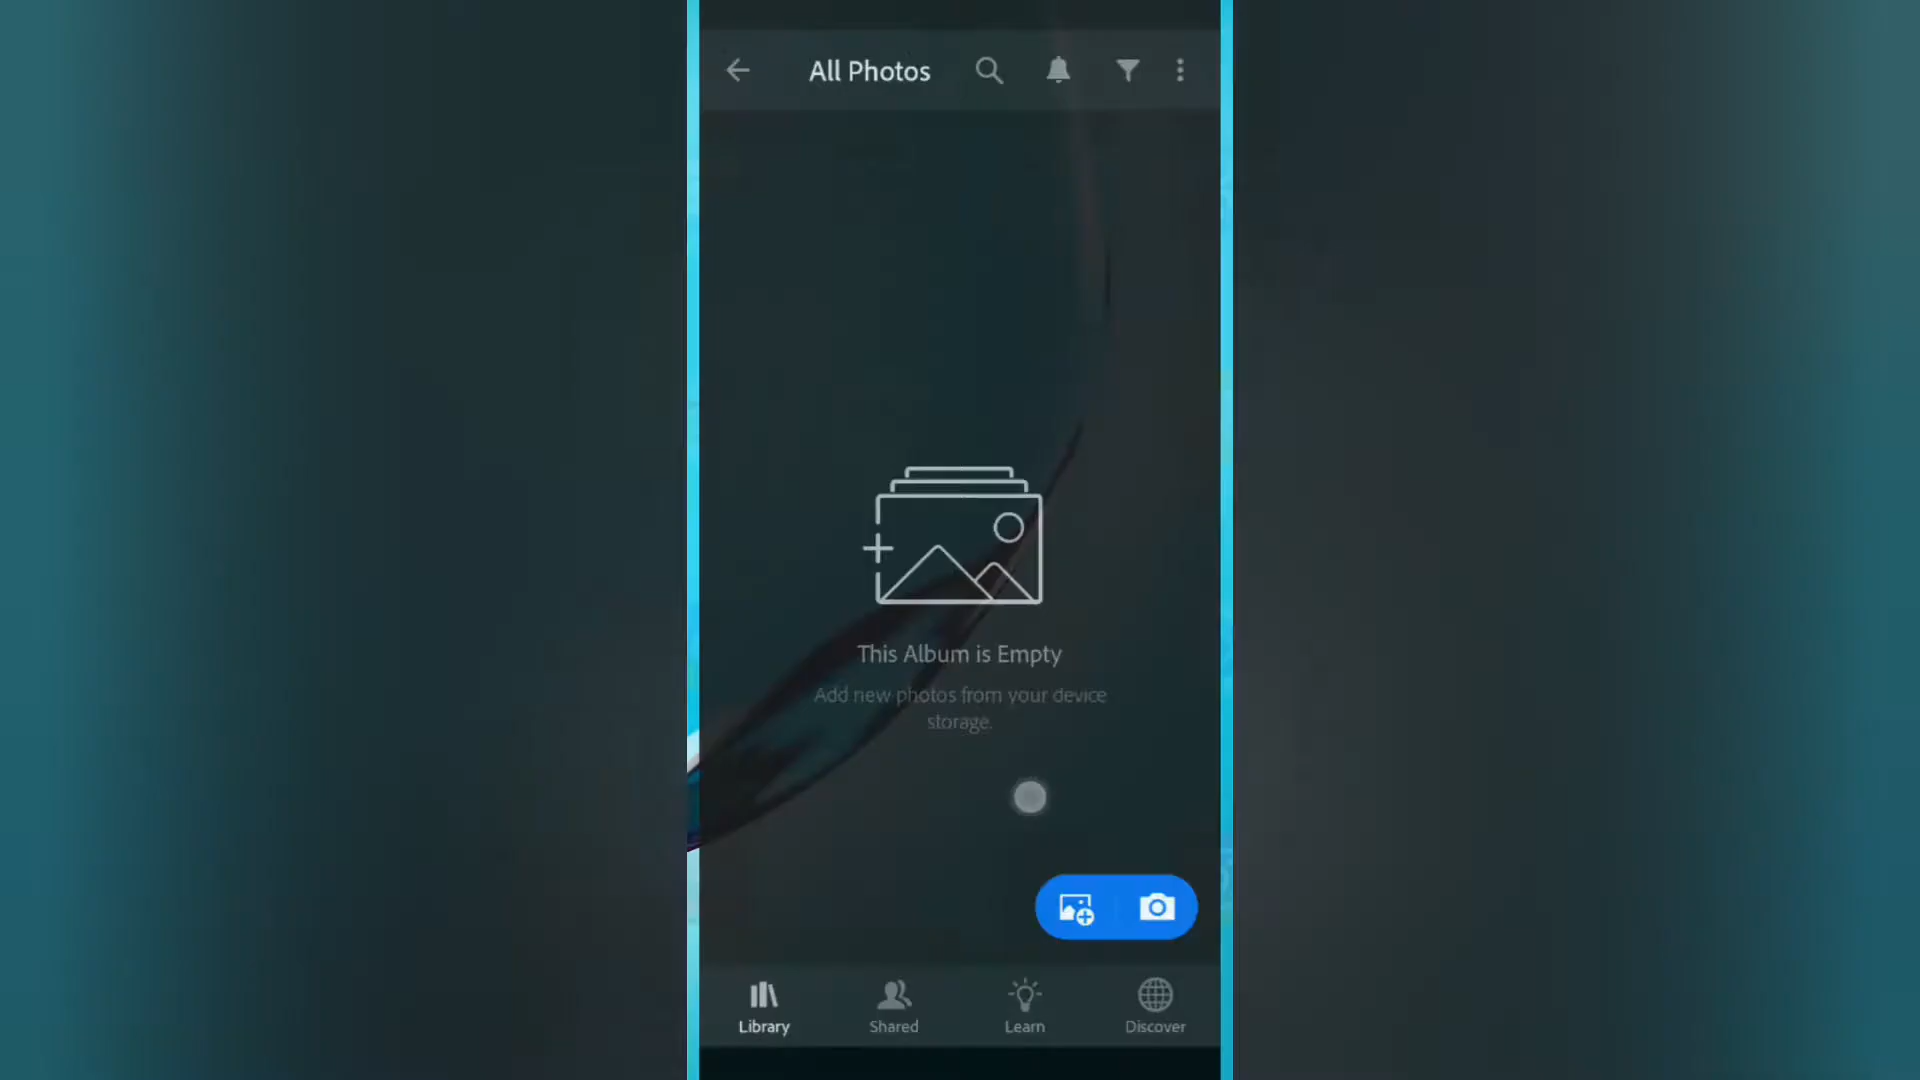 All Photos
This Album is Empty
Add new photos from your device
storage.
Library
Shared
Learn
Discover